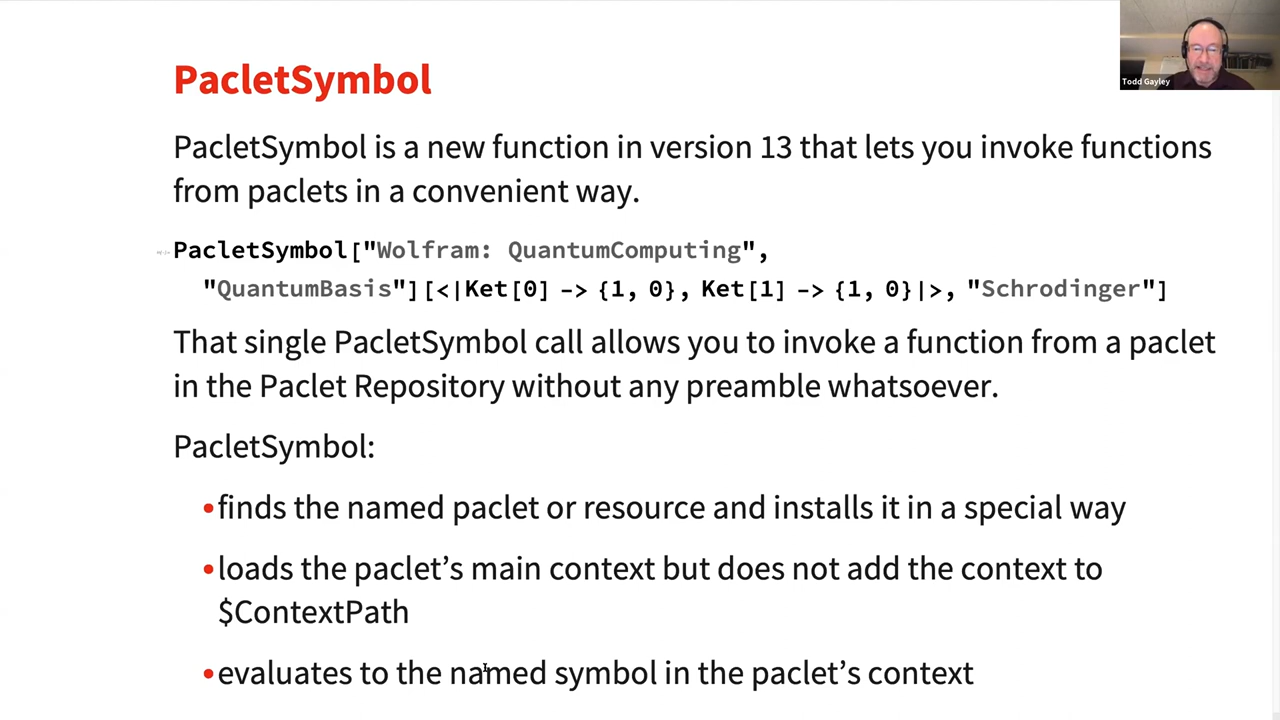 PacletSymbol
Todd Gayley
PacletSymbol is a new function in version 13 that lets you invoke functions
from paclets in a convenient way.
PacletSymbol["Wolfram: QuantumComputing",
"QuantumBasis"][<|Ket[0] -> {1, 0}, Ket[1] -> {1, 0}|>, "Schrodinger"]
That single PacletSymbol call allows you to invoke a function from a paclet
in the Paclet Repository without any preamble whatsoever.
PacletSymbol:
•finds the named paclet or resource and installs it in a special way
•loads the paclet's main context but does not add the context to
$ContextPath
•evaluates to the named symbol in the paclet's context